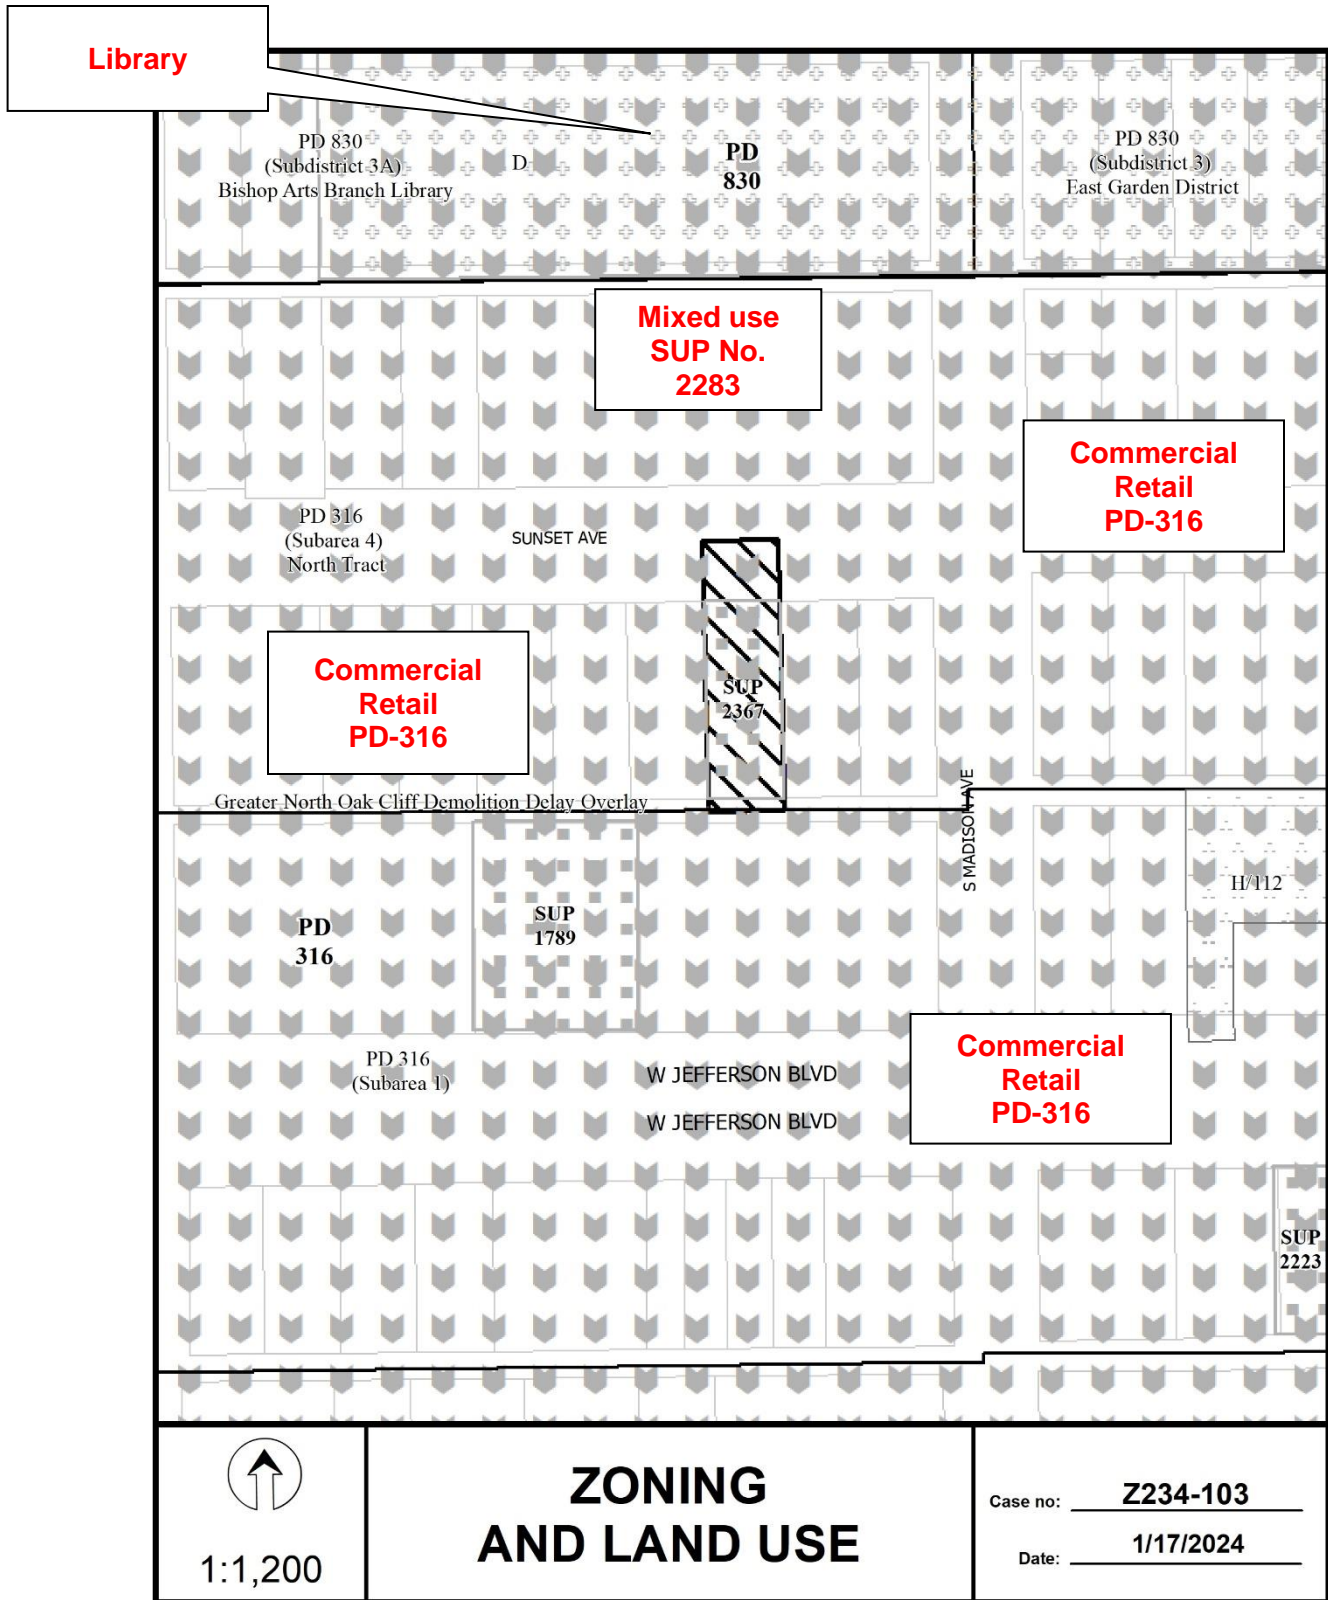 Library
PD 830
(Subdistrict 3A)
Bishop Arts Branch Library
D
PD
830
PD 830
(Subdistrict 3)
East Garden District
Mixed use
SUP No.
2283
Commercial
Retail
PD-316
PD 316
(Subarea 4)
North Tract
SUNSET AVE
Commercial
Retail
PD-316
SUP
2367
Greater North Oak Cliff Demolition Delay Overlay
S MADISON AVE
H/112
PD
316
SUP
1789
PD 316
(Subarea 1)
W JEFFERSON BLVD
W JEFFERSON BLVD
Commercial
Retail
PD-316
SUP
2223
1:1,200
ZONING
AND LAND USE
Case no: Z234-103
Date: 1/17/2024